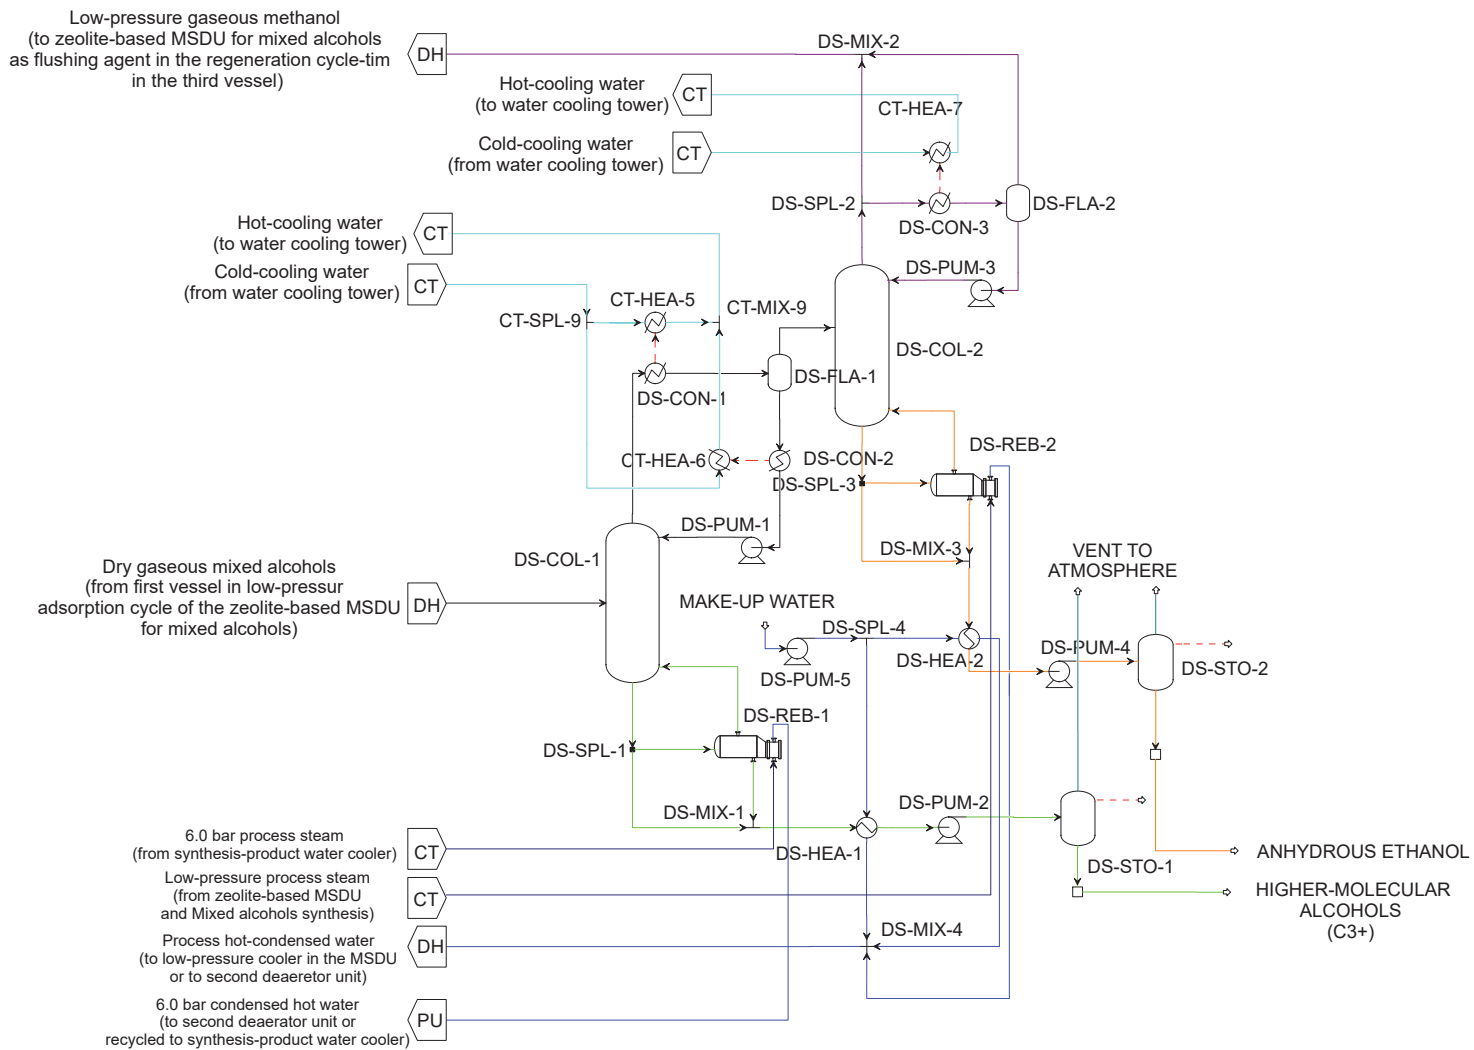 Low-pressure gaseous methanol
(to zeolite-based MSDU for mixed alcohols
as flushing agent in the regeneration cycle-tim
in the third vessel)
DH
DS-MIX-2
Hot-cooling water
(to water cooling tower)
CT
CT-HEA-7
Cold-cooling water
(from water cooling tower)
CT
DS-SPL-2
DS-CON-3
DS-FLA-2
Hot-cooling water
(to water cooling tower)
CT
Cold-cooling water
(from water cooling tower)
CT
DS-PUM-3
CT-HEA-5
CT-MIX-9
CT-SPL-9
DS-COL-2
DS-FLA-1
DS-CON-1
DS-REB-2
CT-HEA-6
DS-CON-2
DS-SPL-3
DS-PUM-1
DS-COL-1
DS-MIX-3
VENT TO
ATMOSPHERE
Dry gaseous mixed alcohols
(from first vessel in low-pressur
adsorption cycle of the zeolite-based MSDU
for mixed alcohols)
DH
MAKE-UP WATER
DS-SPL-4
DS-HEA-2
DS-PUM-4
DS-STO-2
DS-PUM-5
DS-REB-1
DS-SPL-1
DS-MIX-1
DS-PUM-2
DS-HEA-1
DS-STO-1
ANHYDROUS ETHANOL
HIGHER-MOLECULAR
ALCOHOLS
(C3+)
6.0 bar process steam
(from synthesis-product water cooler)
CT
Low-pressure process steam
(from zeolite-based MSDU
and Mixed alcohols synthesis)
CT
DS-MIX-4
Process hot-condensed water
(to low-pressure cooler in the MSDU
or to second deaeretor unit)
DH
6.0 bar condensed hot water
(to second deaerator unit or
recycled to synthesis-product water cooler)
PU